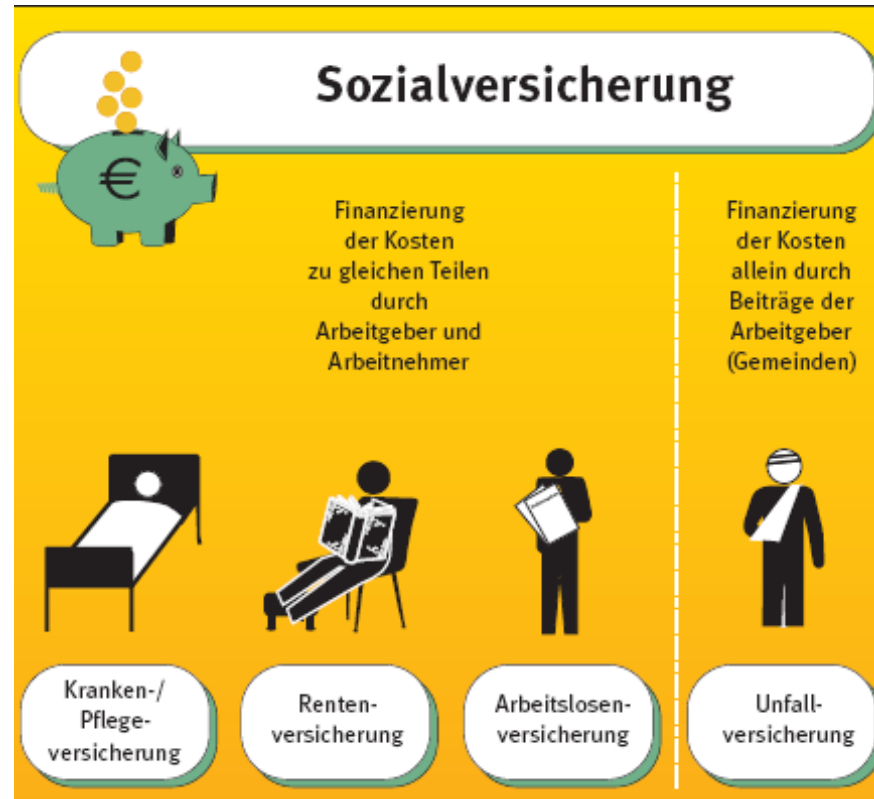 Sozialversicherung
€
Finanzierung
der Kosten
zu gleichen Teilen
durch
Arbeitgeber und
Arbeitnehmer
Finanzierung
der Kosten
allein durch
Beiträge der
Arbeitgeber
(Gemeinden)
Kranken-/
Pflege-
versicherung
Renten-
versicherung
Arbeitslosen-
versicherung
Unfall-
versicherung